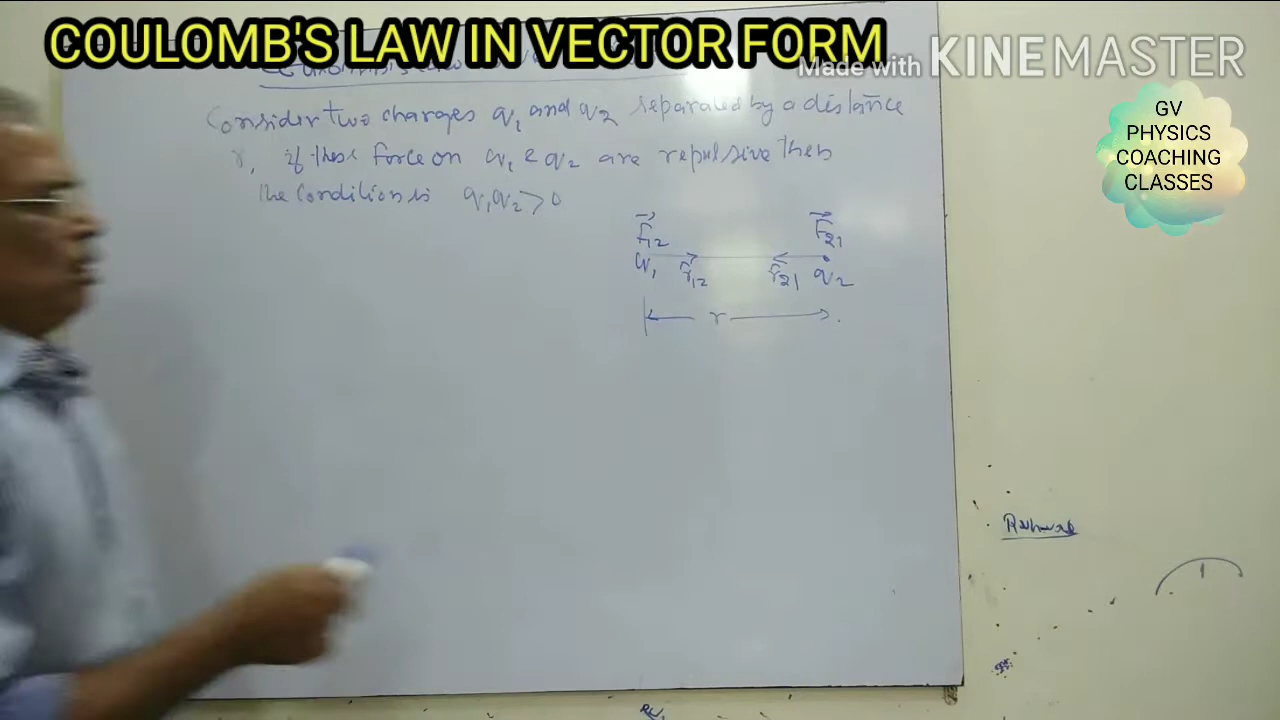 COULOMB'S LAW IN VECTOR FORM
Made with KINEMASTER
GV
PHYSICS
COACHING
CLASSES
Consider two charges q1 and q2 separated by a distance
r, if these force on q1 & q2 are repulsive then
the condition is q1q2 > 0
F12 F21
q1 r12 r21 q2
r